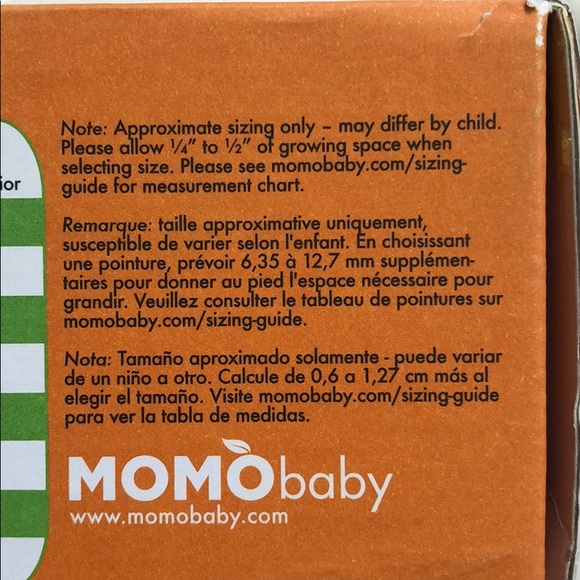 ior
Note: Approximate sizing only – may differ by child.
Please allow ¼” to ½” of growing space when
selecting size. Please see momobaby.com/sizing-
guide for measurement chart.
Remarque: taille approximative uniquement,
susceptible de varier selon l'enfant. En choisissant
une pointure, prévoir 6,35 à 12,7 mm supplémen-
taires pour donner au pied l'espace nécessaire pour
grandir. Veuillez consulter le tableau de pointures sur
momobaby.com/sizing-guide.
Nota: Tamaño aproximado solamente - puede variar
de un niño a otro. Calcule de 0,6 a 1,27 cm más al
elegir el tamaño. Visite momobaby.com/sizing-guide
para ver la tabla de medidas.
MOMObaby
www.momobaby.com